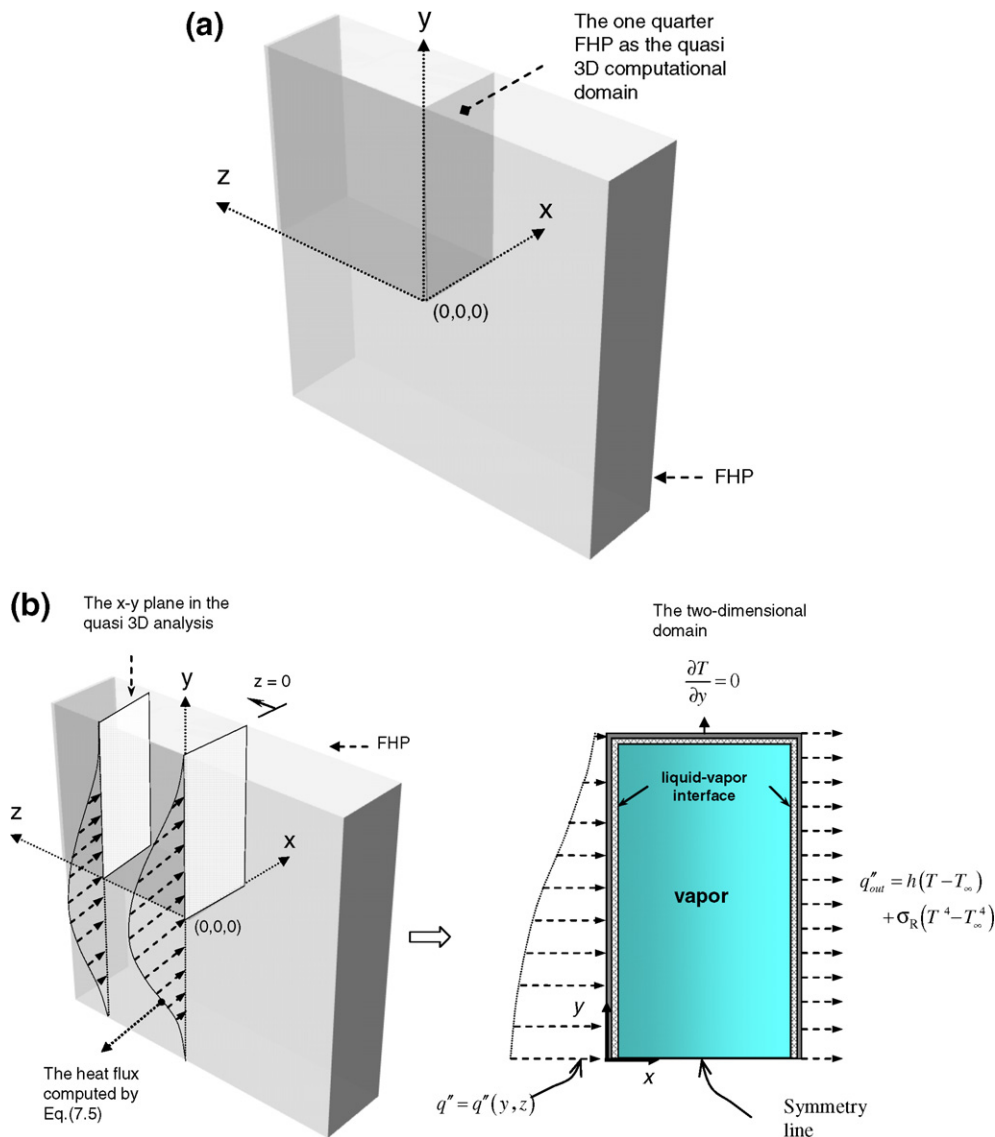 (a)
y
The one quarter
FHP as the quasi
3D computational
domain
z
x
(0,0,0)
FHP
(b)
The x-y plane in the
quasi 3D analysis
y
z = 0
FHP
z
x
(0,0,0)
The heat flux
computed by
Eq.(7.5)
The two-dimensional
domain
∂T/∂y = 0
liquid-vapor
interface
vapor
q″out = h(T−T∞)
+σR(T⁴−T∞⁴)
y
x
q″ = q″(y,z)
Symmetry
line